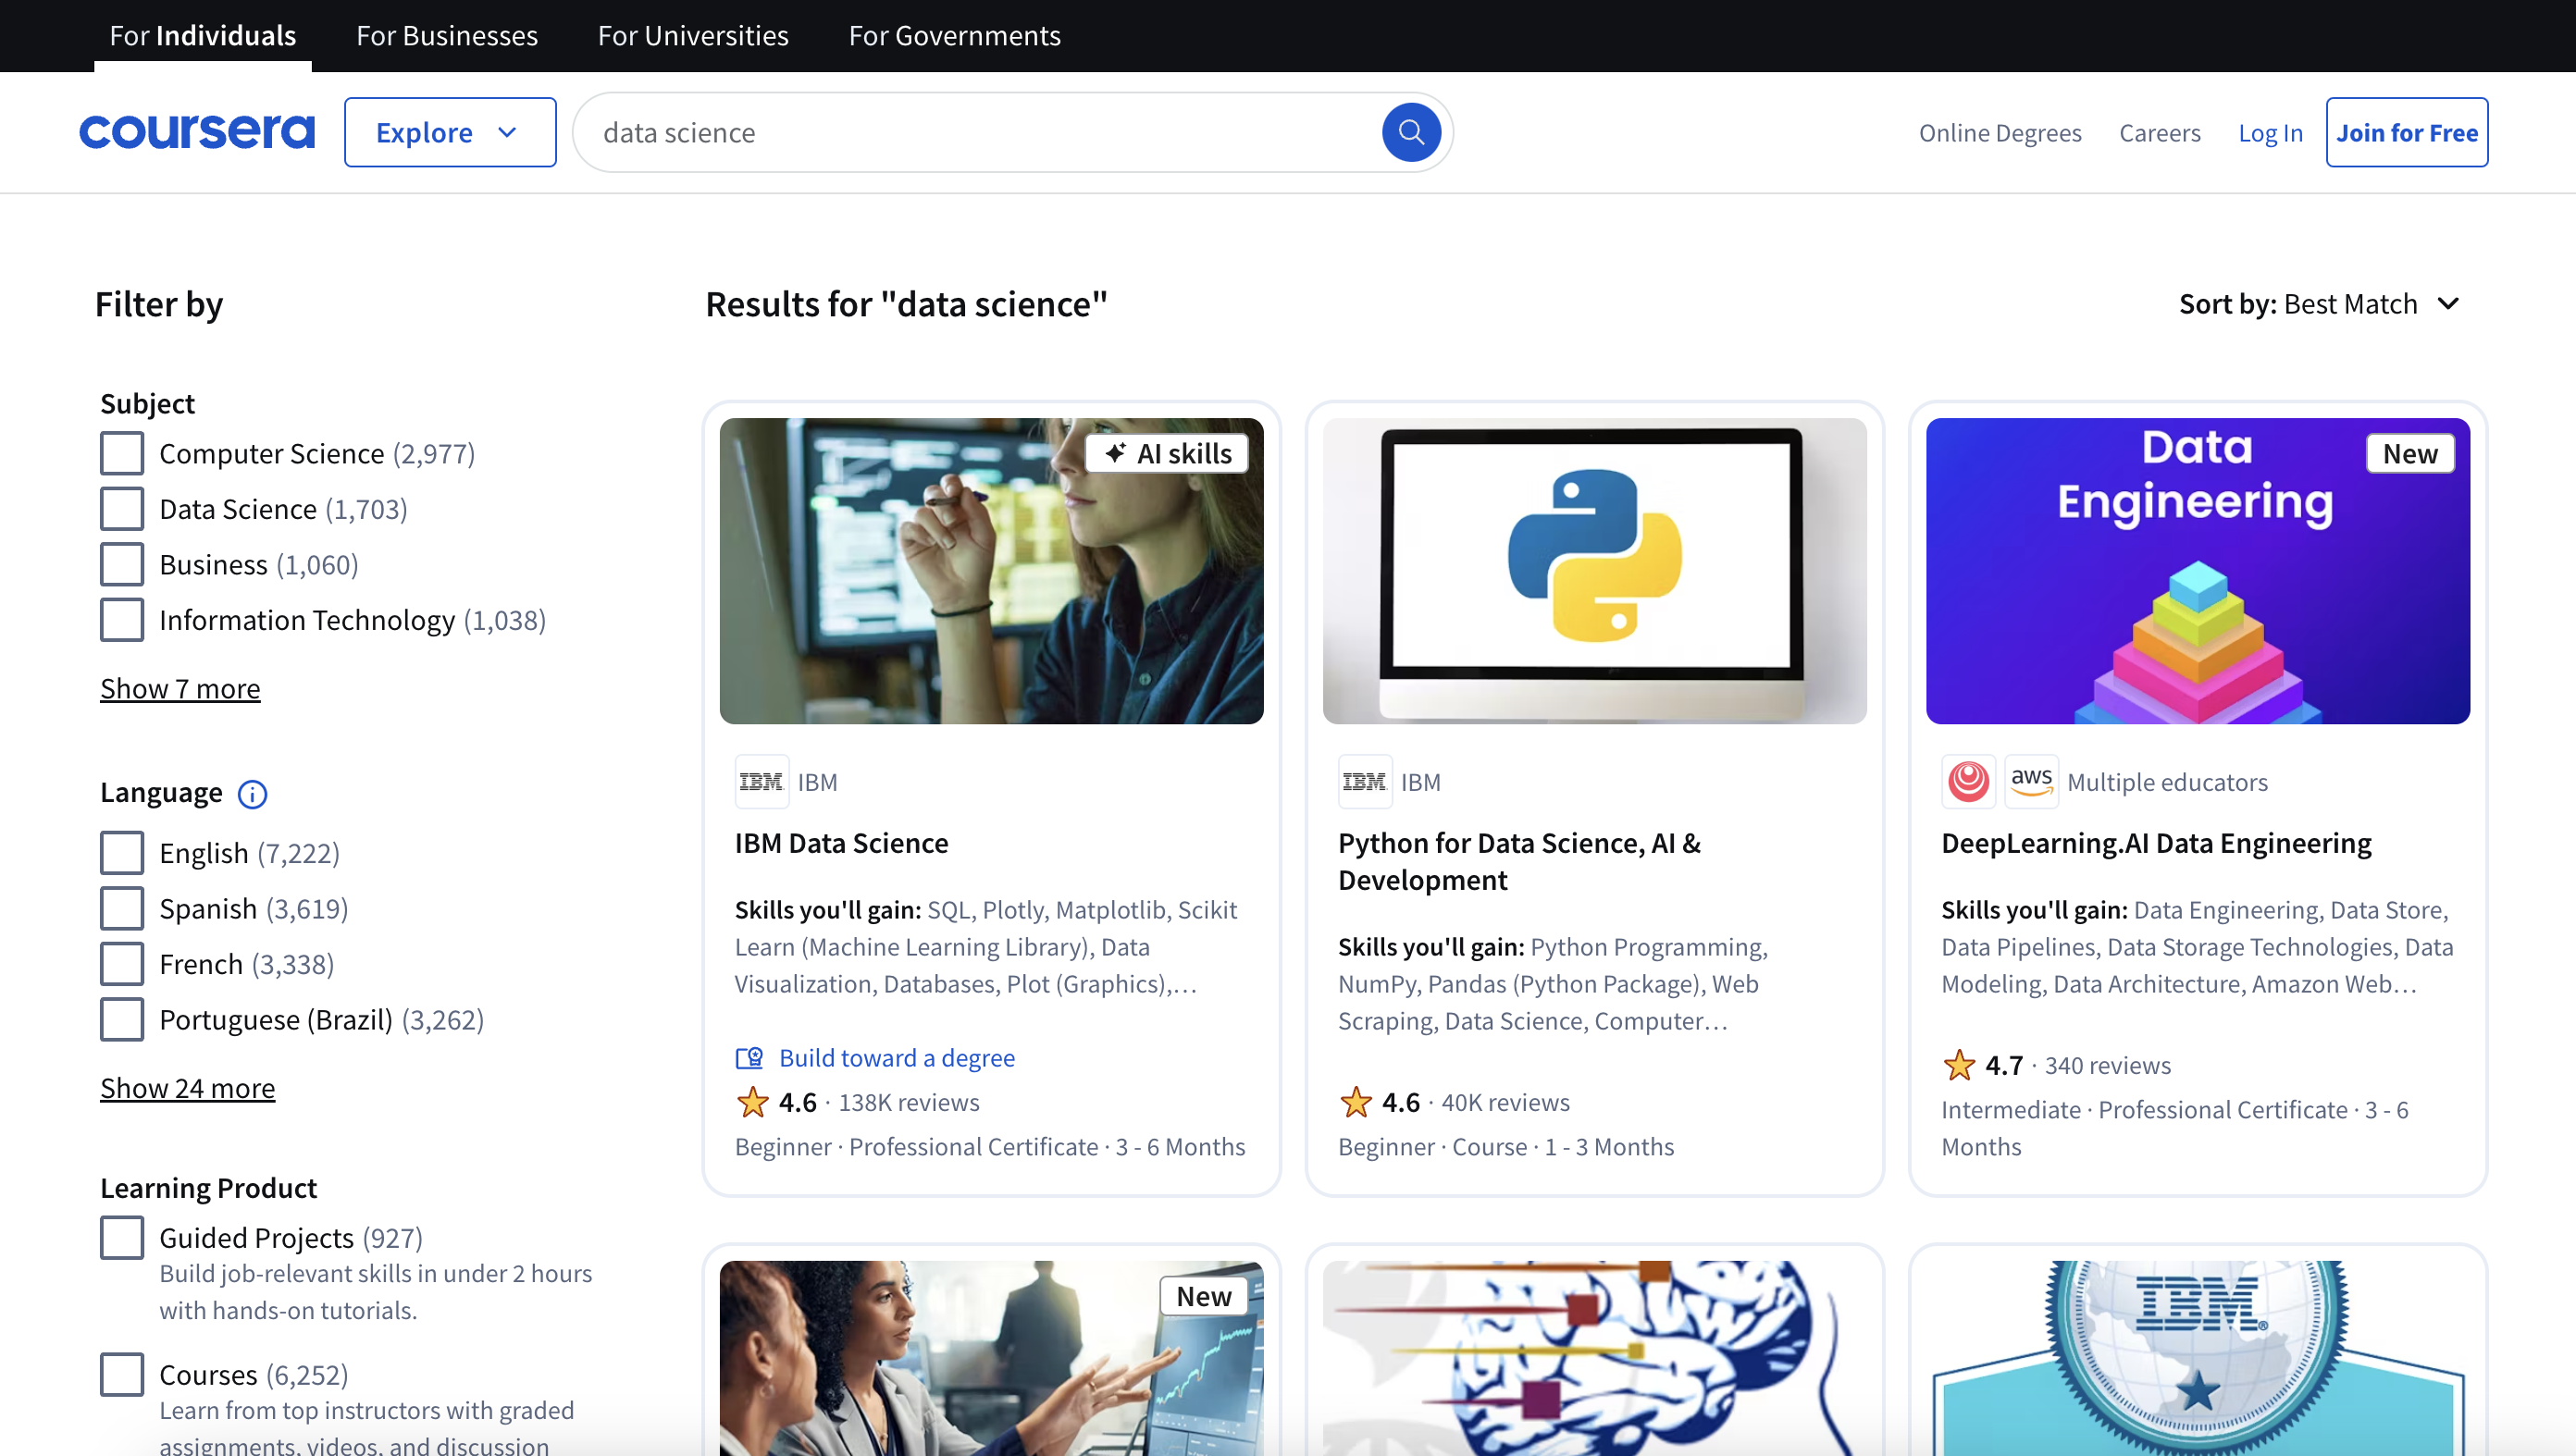 For Individuals
For Businesses
For Universities
For Governments
coursera
Explore
data science
Online Degrees
Careers
Log In
Join for Free
Filter by
Subject
Computer Science (2,977)
Data Science (1,703)
Business (1,060)
Information Technology (1,038)
Show 7 more
Language
English (7,222)
Spanish (3,619)
French (3,338)
Portuguese (Brazil) (3,262)
Show 24 more
Learning Product
Guided Projects (927)
Build job-relevant skills in under 2 hours
with hands-on tutorials.
Courses (6,252)
Learn from top instructors with graded
assignments, videos, and discussion
Results for "data science"
Sort by: Best Match
AI skills
IBM
IBM
IBM Data Science
Skills you'll gain: SQL, Plotly, Matplotlib, Scikit
Learn (Machine Learning Library), Data
Visualization, Databases, Plot (Graphics),…
Build toward a degree
4.6 · 138K reviews
Beginner · Professional Certificate · 3 - 6 Months
IBM
IBM
Python for Data Science, AI &
Development
Skills you'll gain: Python Programming,
NumPy, Pandas (Python Package), Web
Scraping, Data Science, Computer…
4.6 · 40K reviews
Beginner · Course · 1 - 3 Months
Data
Engineering
New
aws
Multiple educators
DeepLearning.AI Data Engineering
Skills you'll gain: Data Engineering, Data Store,
Data Pipelines, Data Storage Technologies, Data
Modeling, Data Architecture, Amazon Web…
4.7 · 340 reviews
Intermediate · Professional Certificate · 3 - 6
Months
New
IBM®